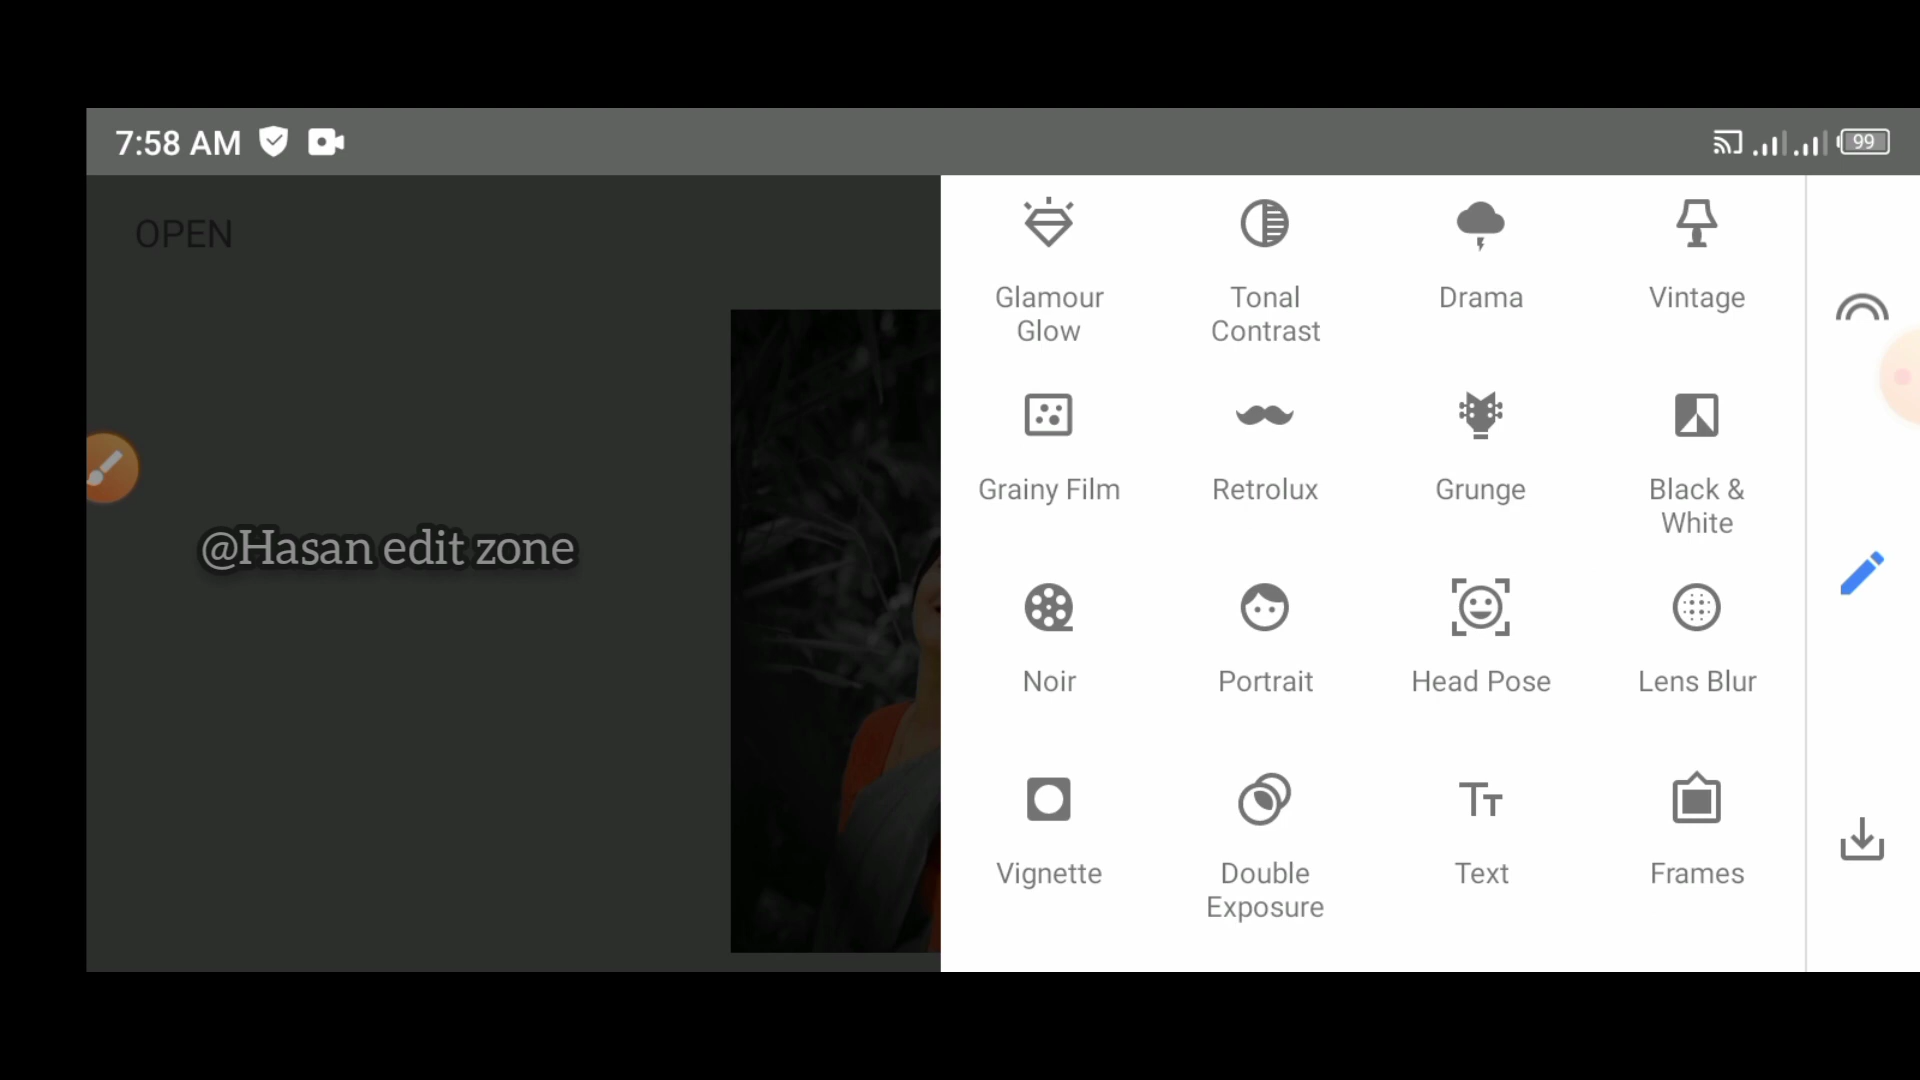 7:58 AM
99
OPEN
Glamour
Glow
Tonal
Contrast
Drama
Vintage
Grainy Film
Retrolux
Grunge
Black &
White
@Hasan edit zone
Noir
Portrait
Head Pose
Lens Blur
Vignette
Double
Exposure
Text
Frames